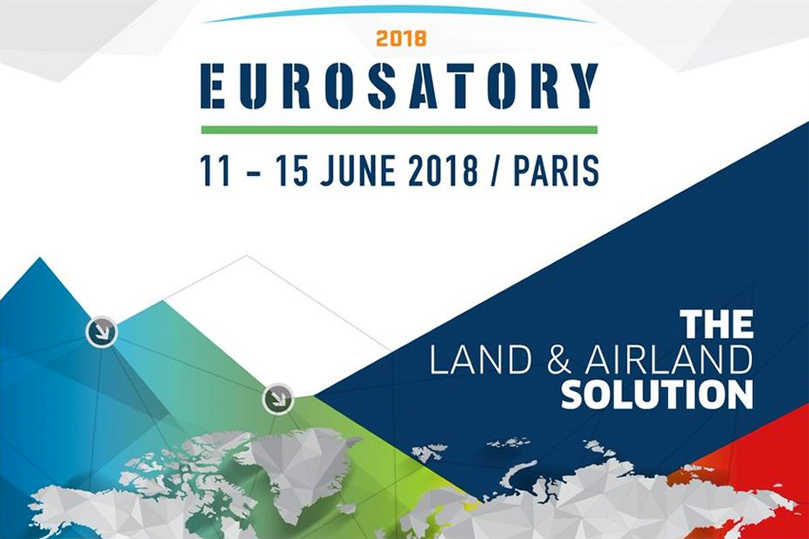 2018
EUROSATORY
11 - 15 JUNE 2018 / PARIS
THE
LAND & AIRLAND
SOLUTION